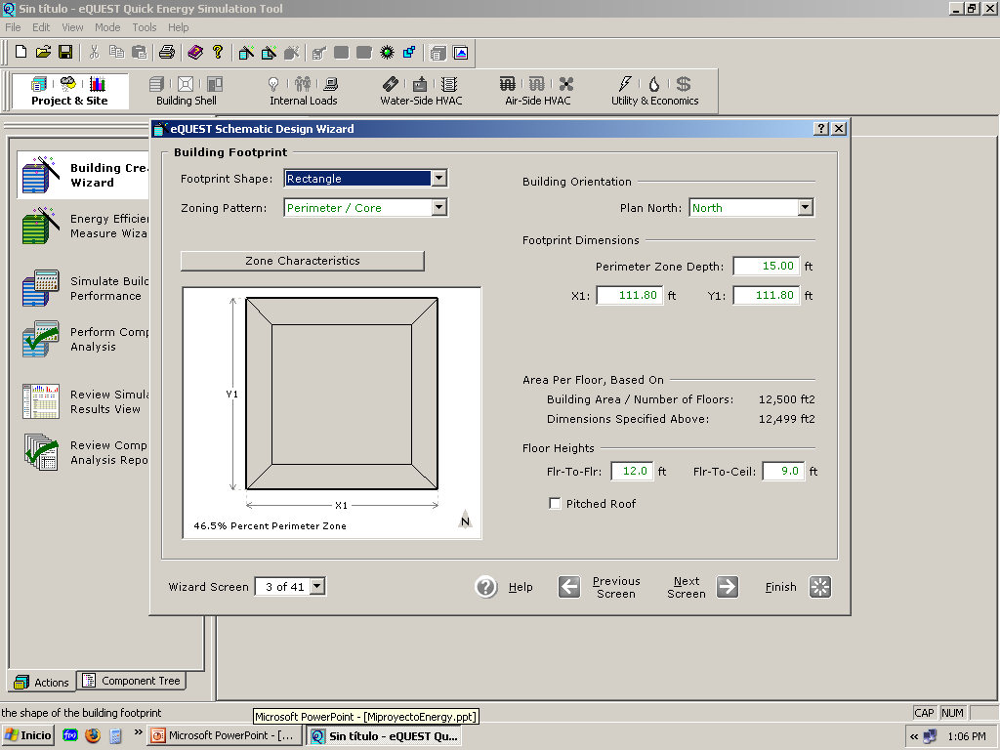 Sin título - eQUEST Quick Energy Simulation Tool
File Edit View Mode Tools Help
Project & Site
Building Shell
Internal Loads
Water-Side HVAC
Air-Side HVAC
Utility & Economics
Building Crea
Wizard
Energy Efficien
Measure Wiza
Simulate Build
Performance
Perform Comp
Analysis
Review Simula
Results View
Review Comp
Analysis Repo
Actions
Component Tree
eQUEST Schematic Design Wizard
Building Footprint
Footprint Shape: Rectangle
Zoning Pattern: Perimeter / Core
Zone Characteristics
Y1
X1
N
46.5% Percent Perimeter Zone
Building Orientation
Plan North: North
Footprint Dimensions
Perimeter Zone Depth: 15.00 ft
X1: 111.80 ft Y1: 111.80 ft
Area Per Floor, Based On
Building Area / Number of Floors: 12,500 ft2
Dimensions Specified Above: 12,499 ft2
Floor Heights
Flr-To-Flr: 12.0 ft Flr-To-Ceil: 9.0 ft
Pitched Roof
Wizard Screen 3 of 41
Help
Previous
Screen
Next
Screen
Finish
the shape of the building footprint
CAP NUM
Microsoft PowerPoint - [MiproyectoEnergy.ppt]
Inicio
Microsoft PowerPoint - [...
Sin título - eQUEST Qu...
1:06 PM